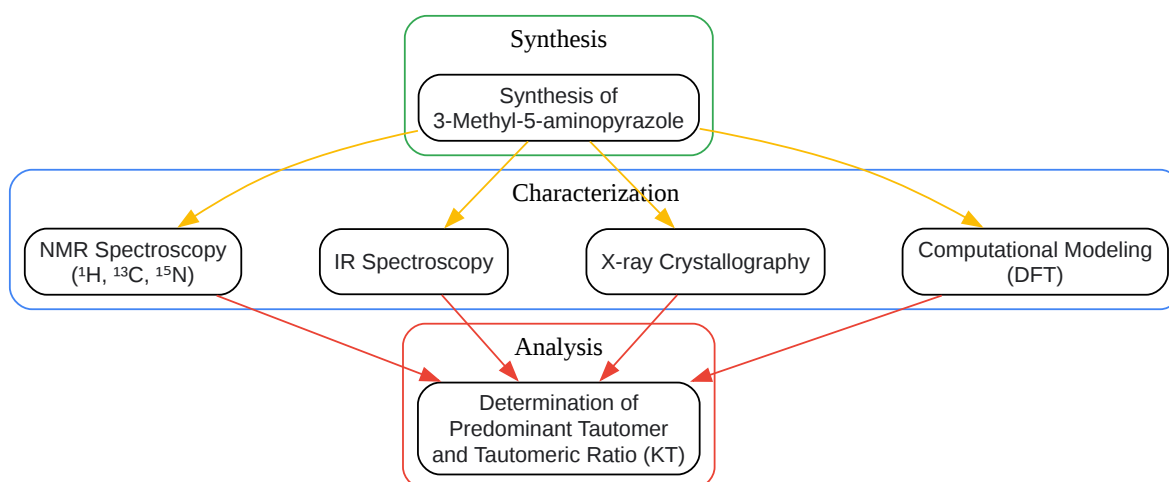 Synthesis
Synthesis of
3-Methyl-5-aminopyrazole
Characterization
NMR Spectroscopy
(¹H, ¹³C, ¹⁵N)
IR Spectroscopy
X-ray Crystallography
Computational Modeling
(DFT)
Analysis
Determination of
Predominant Tautomer
and Tautomeric Ratio (KT)